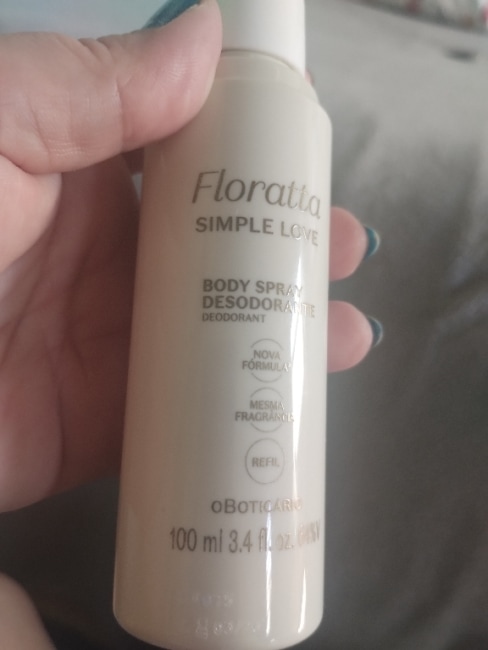 Floratta
SIMPLE LOVE
BODY SPRAY
DESODORANTE
DEODORANT
NOVA
FÓRMULA
MESMA
FRAGRÂNCIA
REFIL
oBOTICÁRIO
100 ml 3.4 fl. oz.